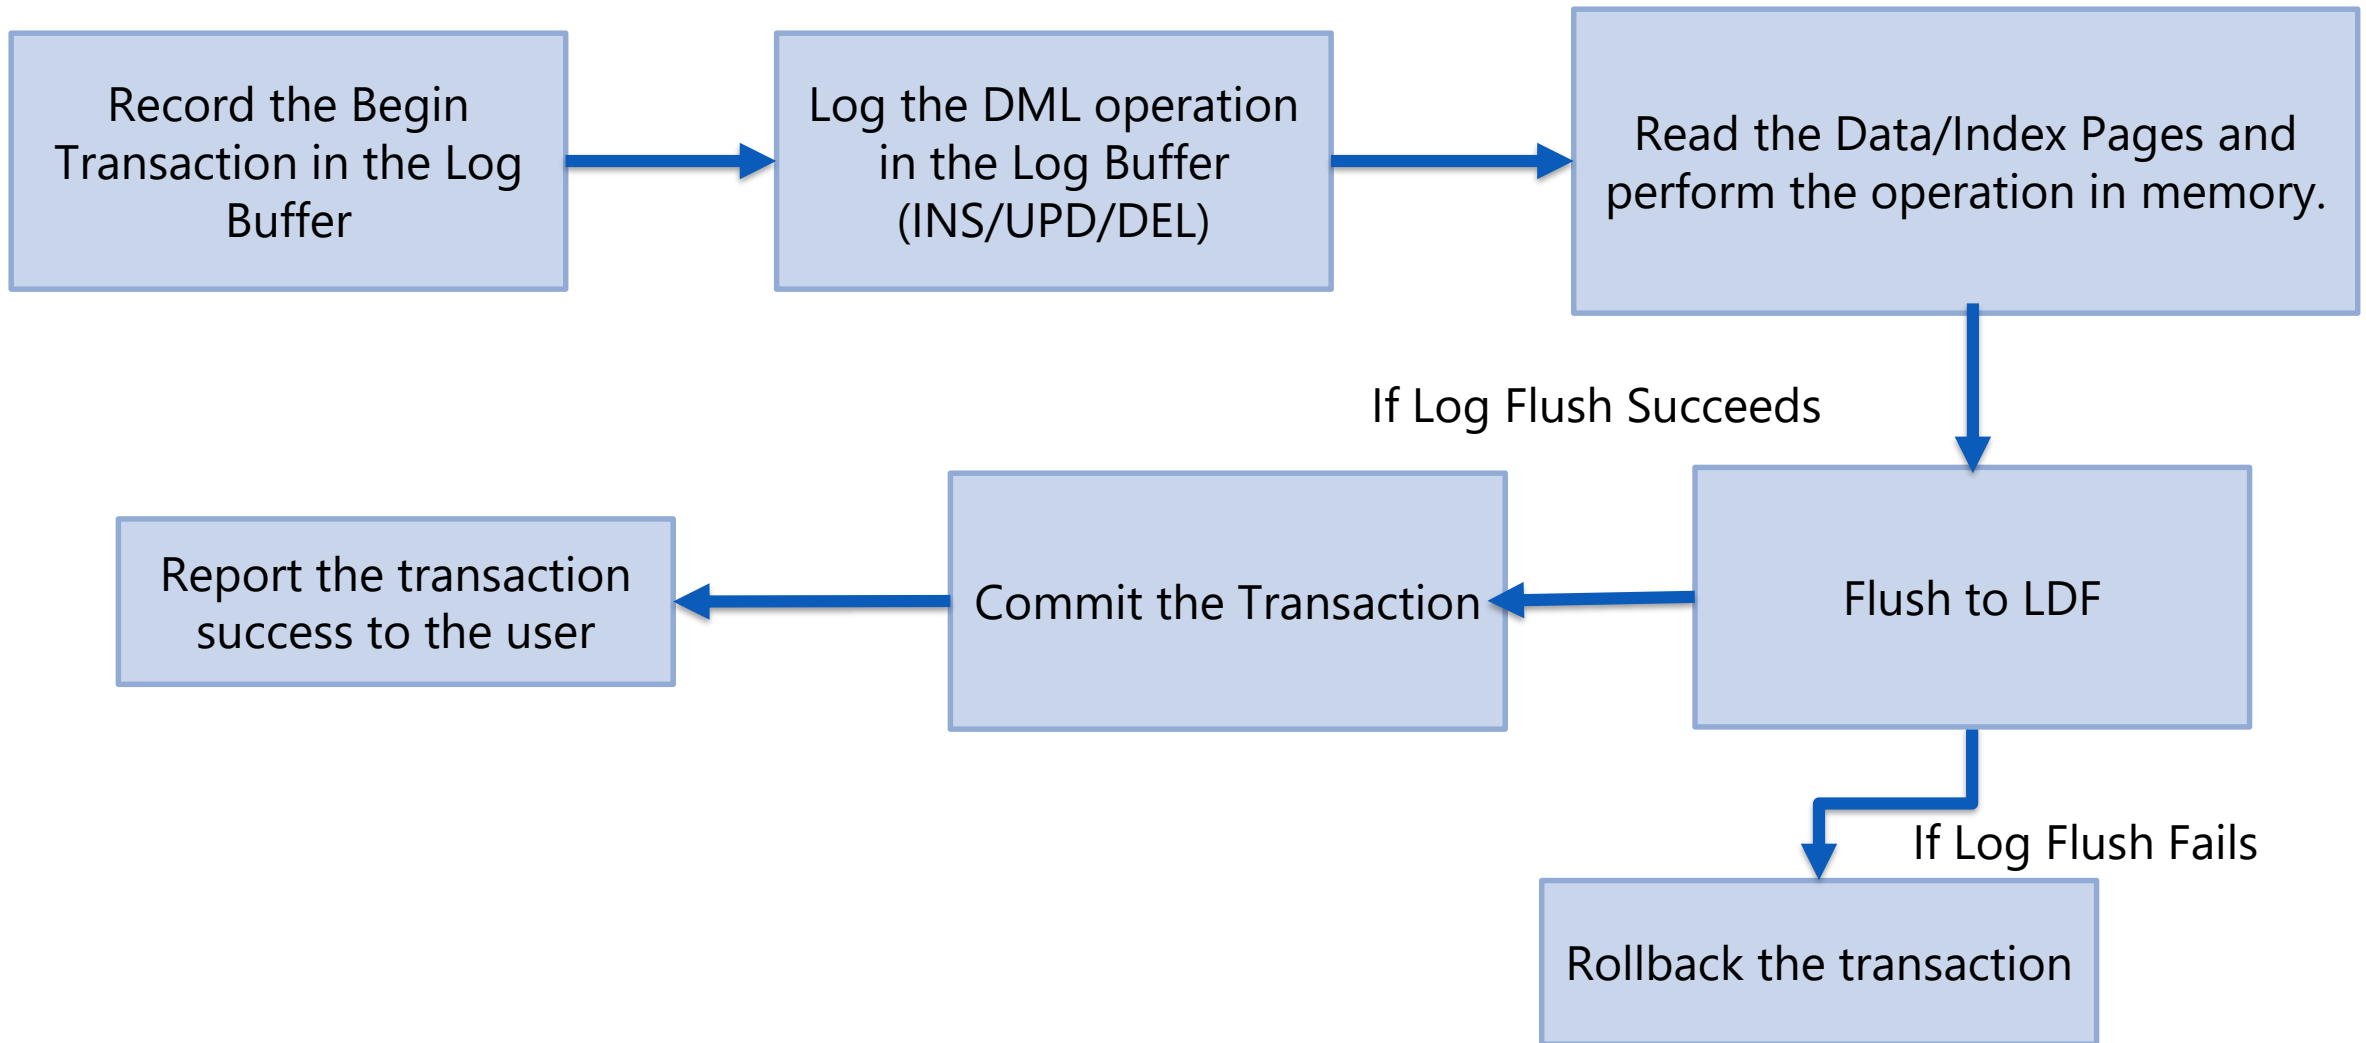 Record the Begin
Transaction in the Log
Buffer
Log the DML operation
in the Log Buffer
(INS/UPD/DEL)
Read the Data/Index Pages and
perform the operation in memory.
If Log Flush Succeeds
Flush to LDF
Commit the Transaction
Report the transaction
success to the user
If Log Flush Fails
Rollback the transaction